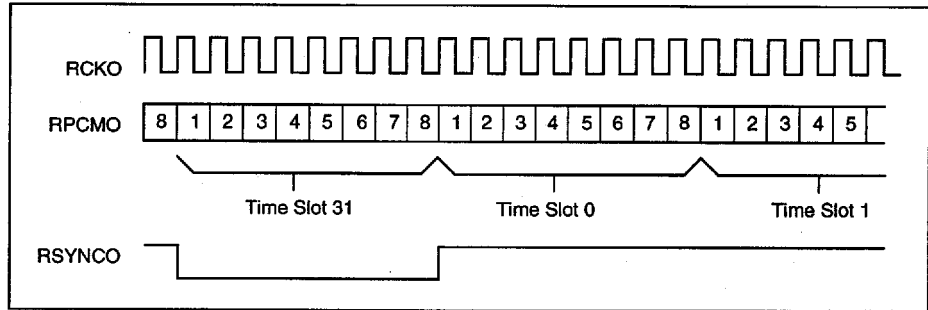 RCKO
RPCMO 8 1 2 3 4 5 6 7 8 1 2 3 4 5 6 7 8 1 2 3 4 5
Time Slot 31 Time Slot 0 Time Slot 1
RSYNCO